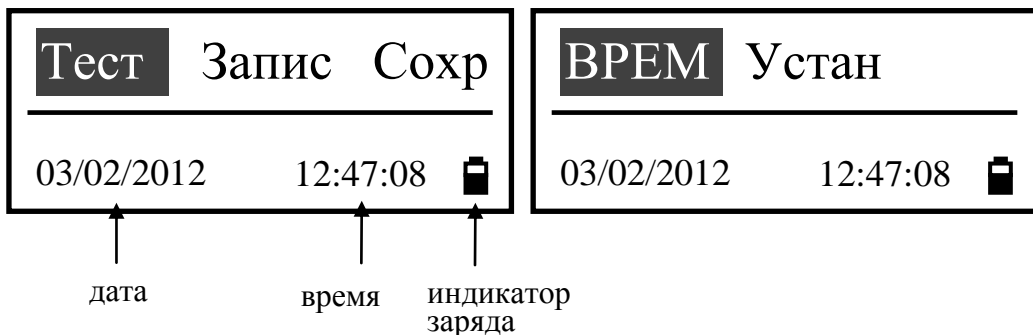 Тест Запис Сохр
03/02/2012 12:47:08
ВРЕМ Устан
03/02/2012 12:47:08
дата время индикатор
заряда